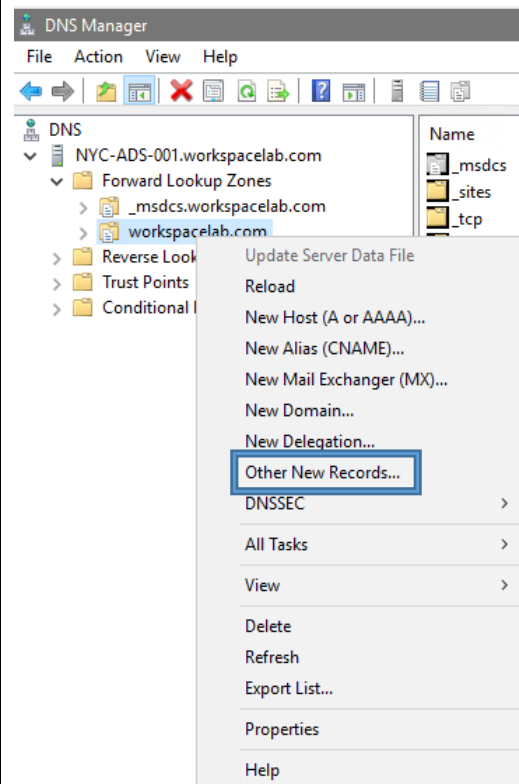 DNS Manager
File Action View Help
DNS
NYC-ADS-001.workspacelab.com
Forward Lookup Zones
_msdcs.workspacelab.com
workspacelab.com
Reverse Look
Trust Points
Conditional
Name
_msdcs
_sites
_tcp
Update Server Data File
Reload
New Host (A or AAAA)...
New Alias (CNAME)...
New Mail Exchanger (MX)...
New Domain...
New Delegation...
Other New Records...
DNSSEC
All Tasks
View
Delete
Refresh
Export List...
Properties
Help